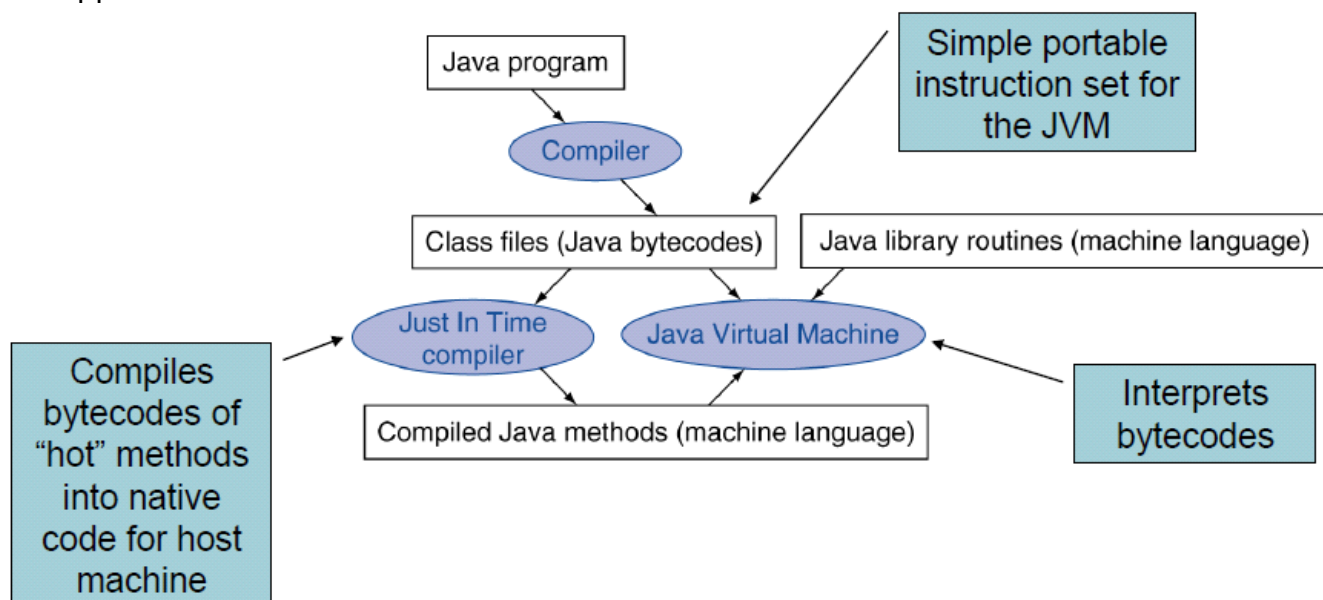 Java program
Simple portable
instruction set for
the JVM
Compiler
Class files (Java bytecodes)
Java library routines (machine language)
Just In Time
compiler
Java Virtual Machine
Compiles
bytecodes of
“hot” methods
into native
code for host
machine
Interprets
bytecodes
Compiled Java methods (machine language)